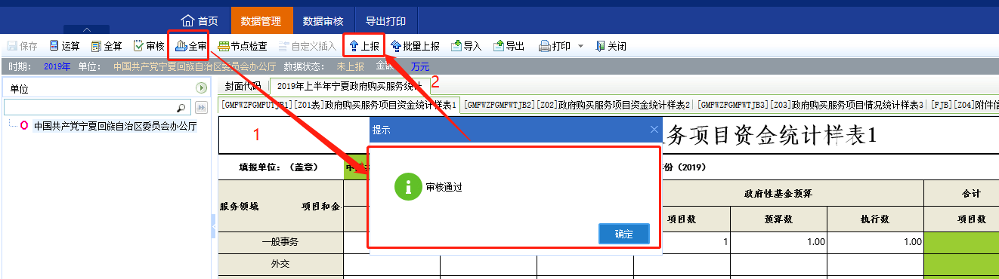 首页 数据管理 数据审核 导出打印
保存 运算 全算 审核 全审 节点检查 自定义插入 上报 批量上报 导入 导出 打印 关闭
时期： 2019年 单位： 中国共产党宁夏回族自治区委员会办公厅 数据状态： 未上报 金额 万元
单位
封面代码 2019年上半年宁夏政府购买服务统计 2
[Z01表]政府购买服务项目资金统计样表1 [GMFWZFGMFWTJB2][Z02]政府购买服务项目资金统计样表2 [GMFWZFGMFWTJB3][Z03]政府购买服务项目情况统计样表3 [FJB][Z04]附件信
中国共产党宁夏回族自治区委员会办公厅
1
提示
务项目资金统计样表1
填报单位：（盖章） 份（2019）
审核通过
确定
服务领域 项目和金
政府性基金预算 合计
项目数 预算数 执行数 项目数
一般事务 1 1.00 1.00
外交